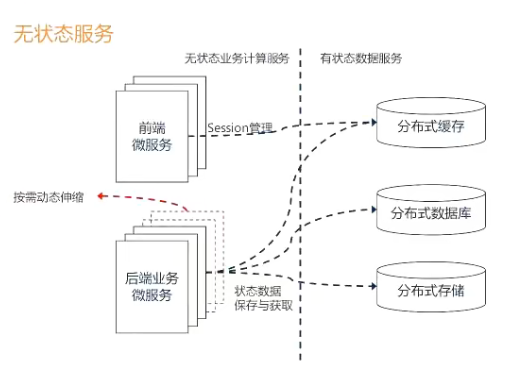 无状态服务
无状态业务计算服务
有状态数据服务
前端
微服务
Session管理
分布式缓存
按需动态伸缩
分布式数据库
后端业务
微服务
状态数据
保存与获取
分布式存储